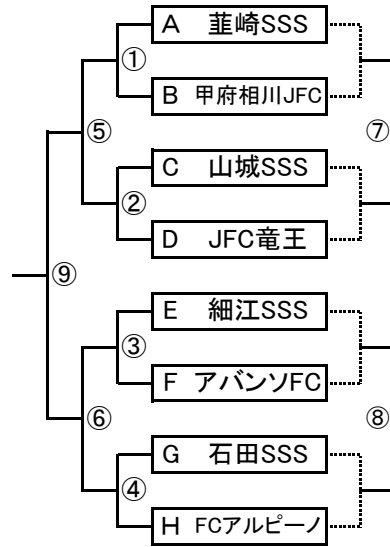 A 韮崎SSS
①
B 甲府相川JFC
⑤
⑦
C 山城SSS
②
D JFC竜王
⑨
E 細江SSS
③
F アバンソFC
⑥
⑧
G 石田SSS
④
H FCアルピーノ